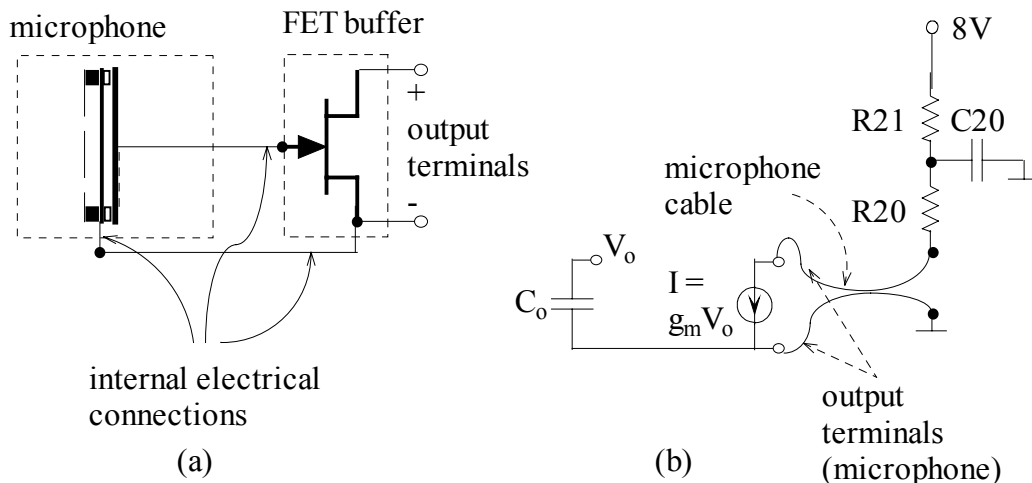 microphone
FET buffer
+
output
terminals
-
internal electrical
connections
(a)
8V
R21
C20
microphone
cable
R20
Vo
Co
I =
gmVo
output
terminals
(microphone)
(b)